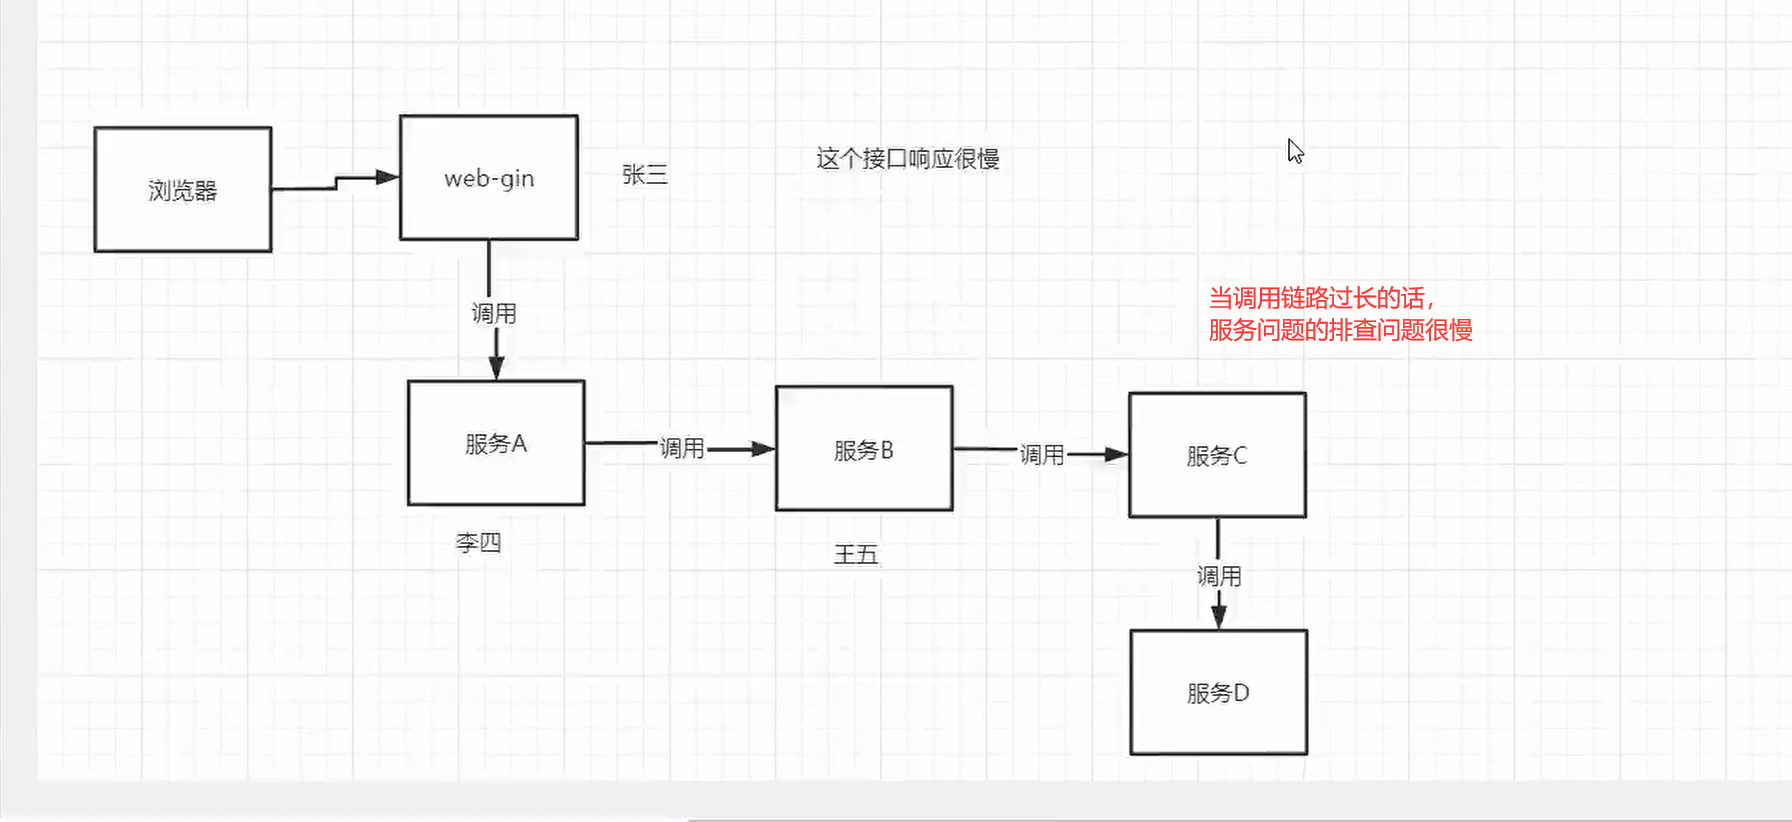 浏览器
web-gin
张三
这个接口响应很慢
调用
当调用链路过长的话，
服务问题的排查问题很慢
服务A
调用
服务B
调用
服务C
李四
王五
调用
服务D